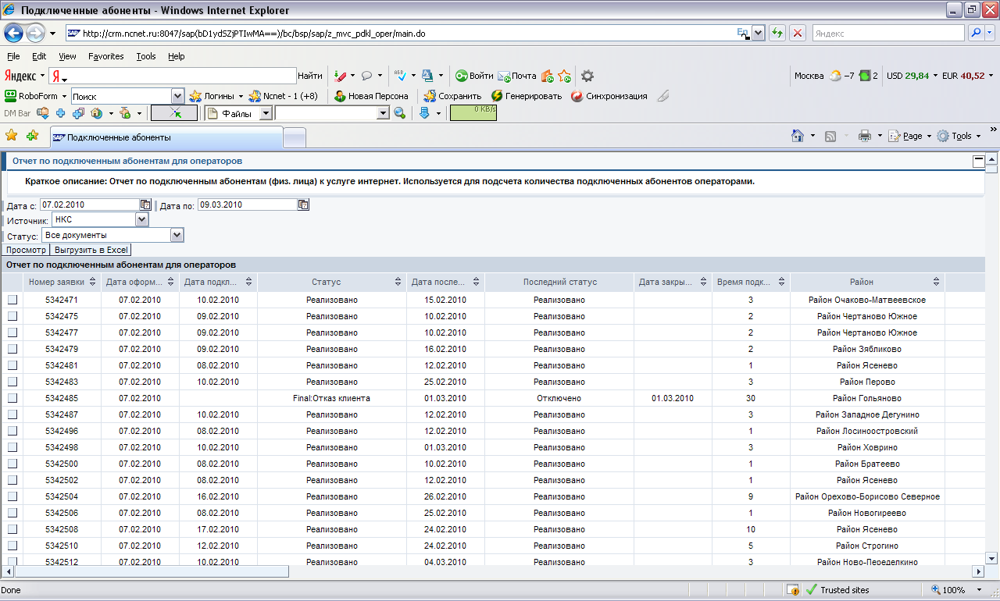 Подключенные абоненты - Windows Internet Explorer
http://crm.ncnet.ru:8047/sap(bD1ydSZjPTIwMA==)/bc/bsp/sap/z_mvc_pdkl_oper/main.do En Яндекс
File Edit View Favorites Tools Help
Яндекс Я Найти Войти Почта Москва -7 2 USD 29,84 EUR 40,52
RoboForm Поиск Логины Ncnet - 1 (+8) Новая Персона Сохранить Генерировать Синхронизация
DM Bar Файлы 0 KB/s
SAP Подключенные абоненты Page Tools
Отчет по подключенным абонентам для операторов
Краткое описание: Отчет по подключенным абонентам (физ. лица) к услуге интернет. Используется для подсчета количества подключенных абонентов операторами.
Дата с: 07.02.2010 Дата по: 09.03.2010
Источник: НКС
Статус: Все документы
Просмотр Выгрузить в Excel
Отчет по подключенным абонентам для операторов
Номер заявки Дата оформ... Дата подкл... Статус Дата после... Последний статус Дата закры... Время подк... Район
5342471 07.02.2010 10.02.2010 Реализовано 15.02.2010 Реализовано 3 Район Очаково-Матвеевское
5342475 07.02.2010 09.02.2010 Реализовано 10.02.2010 Реализовано 2 Район Чертаново Южное
5342477 07.02.2010 09.02.2010 Реализовано 10.02.2010 Реализовано 2 Район Чертаново Южное
5342479 07.02.2010 09.02.2010 Реализовано 16.02.2010 Реализовано 2 Район Зябликово
5342481 07.02.2010 08.02.2010 Реализовано 12.02.2010 Реализовано 1 Район Ясенево
5342483 07.02.2010 10.02.2010 Реализовано 25.02.2010 Реализовано 3 Район Перово
5342485 07.02.2010 Final:Отказ клиента 01.03.2010 Отключено 01.03.2010 30 Район Гольяново
5342487 07.02.2010 10.02.2010 Реализовано 12.02.2010 Реализовано 3 Район Западное Дегунино
5342496 07.02.2010 08.02.2010 Реализовано 12.02.2010 Реализовано 1 Район Лосиноостровский
5342498 07.02.2010 10.02.2010 Реализовано 01.03.2010 Реализовано 3 Район Ховрино
5342500 07.02.2010 08.02.2010 Реализовано 10.02.2010 Реализовано 1 Район Братеево
5342502 07.02.2010 08.02.2010 Реализовано 12.02.2010 Реализовано 1 Район Ясенево
5342504 07.02.2010 16.02.2010 Реализовано 26.02.2010 Реализовано 9 Район Орехово-Борисово Северное
5342506 07.02.2010 08.02.2010 Реализовано 25.02.2010 Реализовано 1 Район Новогиреево
5342508 07.02.2010 17.02.2010 Реализовано 24.02.2010 Реализовано 10 Район Ясенево
5342510 07.02.2010 12.02.2010 Реализовано 24.02.2010 Реализовано 5 Район Строгино
5342512 07.02.2010 10.02.2010 Реализовано 04.03.2010 Реализовано 3 Район Ново-Переделкино
Done Trusted sites 100%